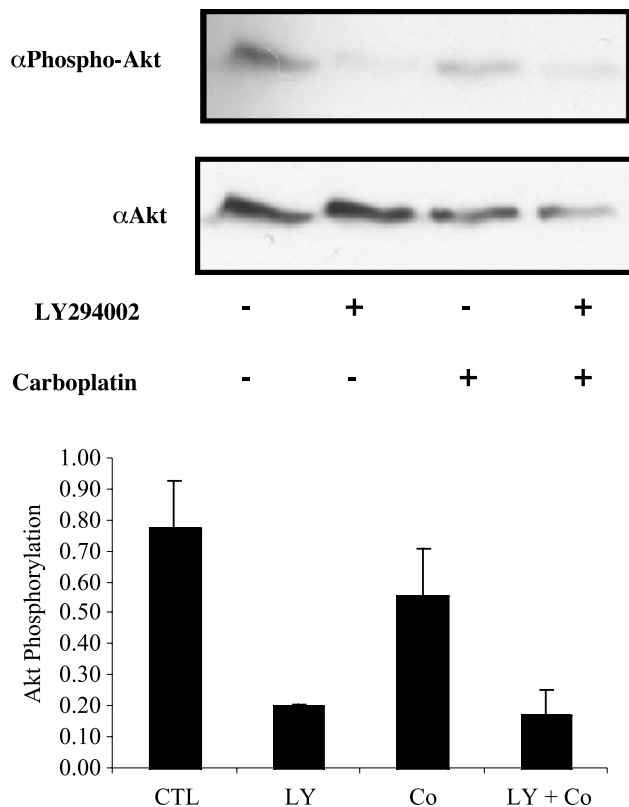 αPhospho-Akt
αAkt
LY294002 - + - +
Carboplatin - - + +
1.00
0.90
0.80
0.70
0.60
0.50
0.40
0.30
0.20
0.10
0.00
Akt Phosphorylation
CTL LY Co LY + Co